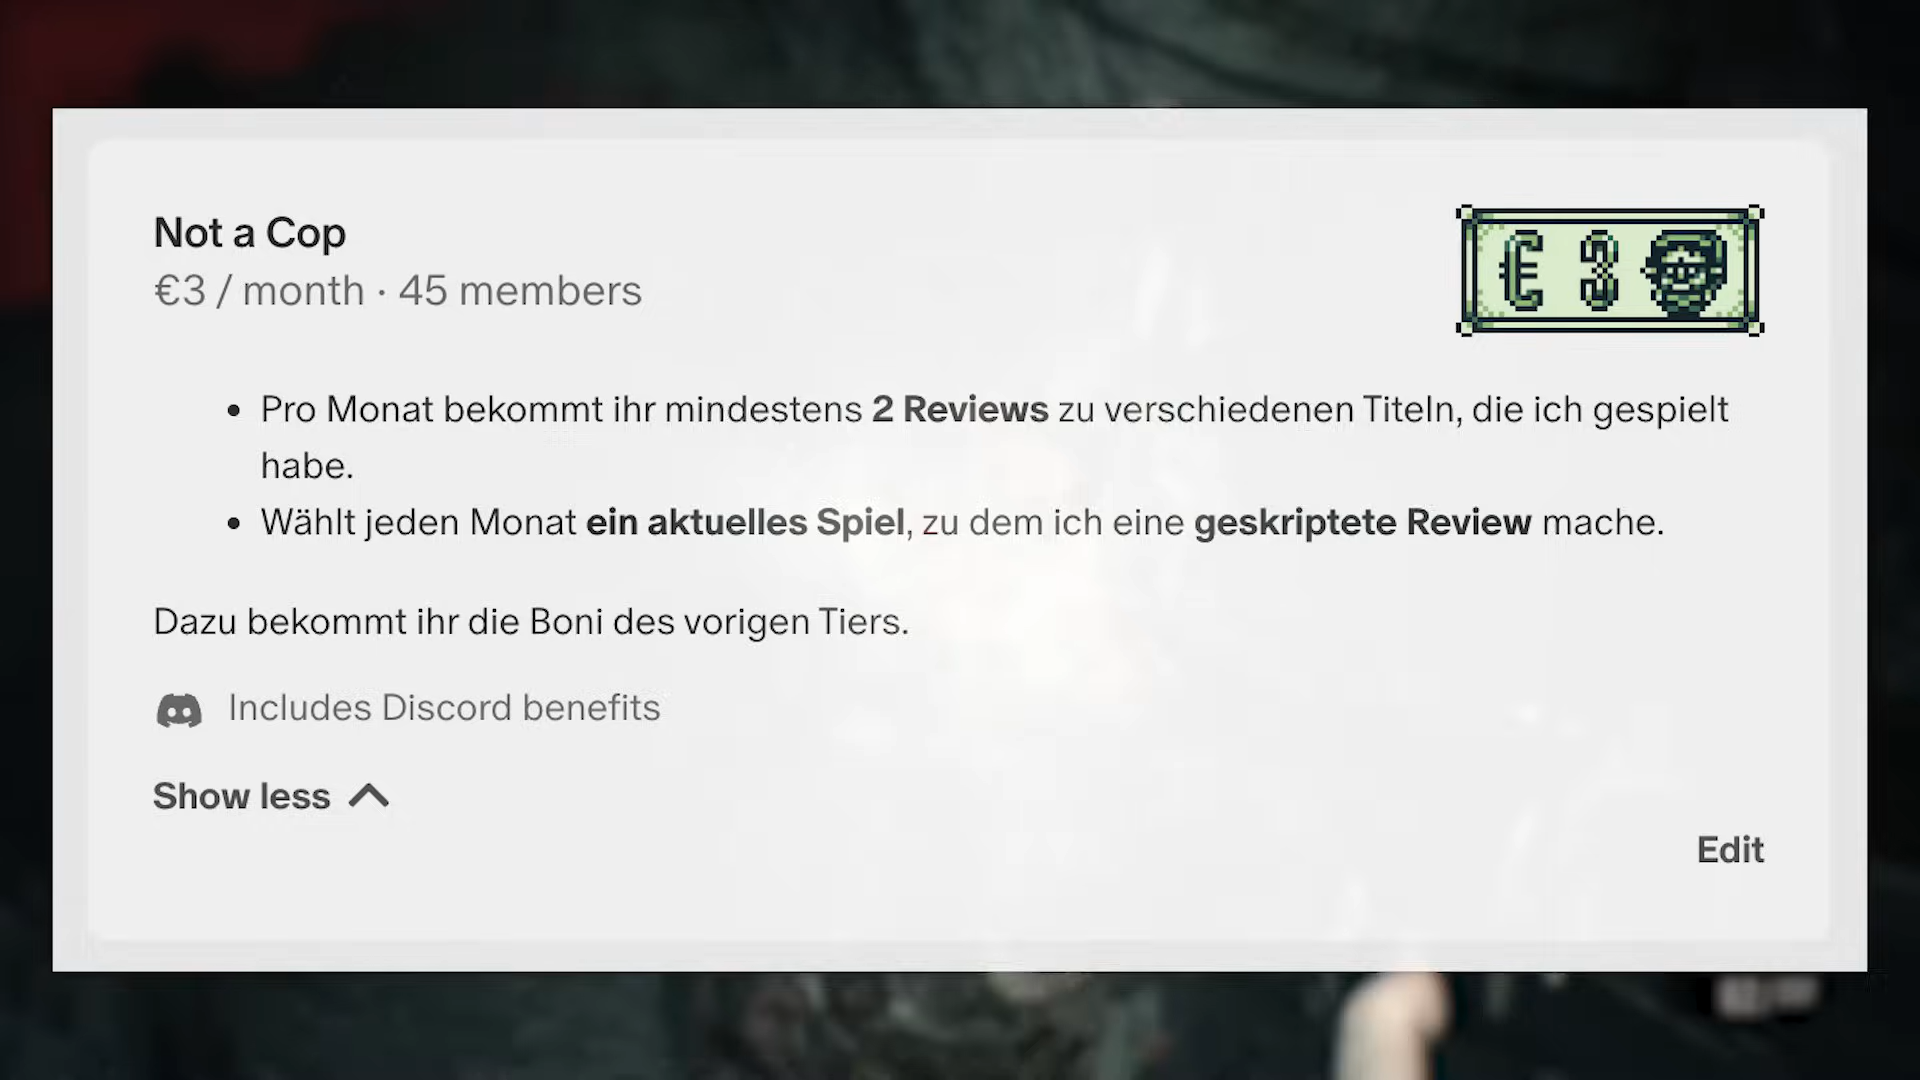 Not a Cop
€3 / month · 45 members
€ 3
• Pro Monat bekommt ihr mindestens 2 Reviews zu verschiedenen Titeln, die ich gespielt
habe.
• Wählt jeden Monat ein aktuelles Spiel, zu dem ich eine geskriptete Review mache.
Dazu bekommt ihr die Boni des vorigen Tiers.
Includes Discord benefits
Show less
Edit